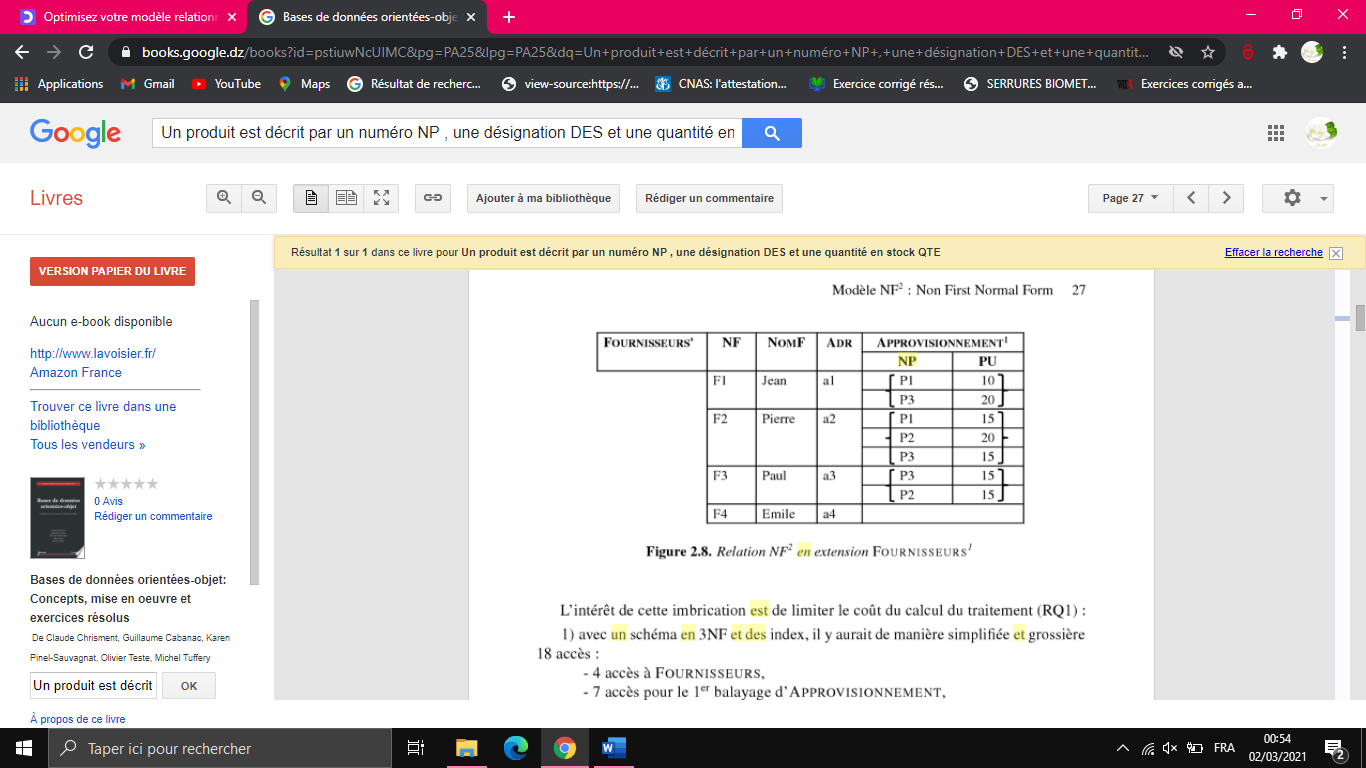 Optimisez votre modèle relationn
Bases de données orientées-obje
books.google.dz/books?id=pstiuwNcUIMC&pg=PA25&lpg=PA25&dq=Un+produit+est+décrit+par+un+numéro+NP+,+une+désignation+DES+et+une+quantit...
Applications
Gmail
YouTube
Maps
Résultat de recherc...
view-source:https://...
CNAS: l'attestation...
Exercice corrigé rés...
SERRURES BIOMET...
Exercices corrigés a...
Google
Un produit est décrit par un numéro NP , une désignation DES et une quantité en
Livres
Ajouter à ma bibliothèque
Rédiger un commentaire
Page 27
Résultat 1 sur 1 dans ce livre pour Un produit est décrit par un numéro NP , une désignation DES et une quantité en stock QTE
Effacer la recherche
VERSION PAPIER DU LIVRE
Aucun e-book disponible
http://www.lavoisier.fr/
Amazon France
Trouver ce livre dans une
bibliothèque
Tous les vendeurs »
Bases de données
orientées-objet
0 Avis
Rédiger un commentaire
Bases de données orientées-objet:
Concepts, mise en oeuvre et
exercices résolus
De Claude Chrisment, Guillaume Cabanac, Karen
Pinel-Sauvagnat, Olivier Teste, Michel Tuffery
Un produit est décrit
OK
À propos de ce livre
Modèle NF² : Non First Normal Form 27
FOURNISSEURS' NF NOMF ADR APPROVISIONNEMENT¹
NP PU
F1 Jean a1 P1 10
P3 20
F2 Pierre a2 P1 15
P2 20
P3 15
F3 Paul a3 P3 15
P2 15
F4 Emile a4
Figure 2.8. Relation NF² en extension FOURNISSEURS¹
L'intérêt de cette imbrication est de limiter le coût du calcul du traitement (RQ1) :
1) avec un schéma en 3NF et des index, il y aurait de manière simplifiée et grossière
18 accès :
- 4 accès à FOURNISSEURS,
- 7 accès pour le 1er balayage d'APPROVISIONNEMENT,
Taper ici pour rechercher
FRA
00:54
02/03/2021
2